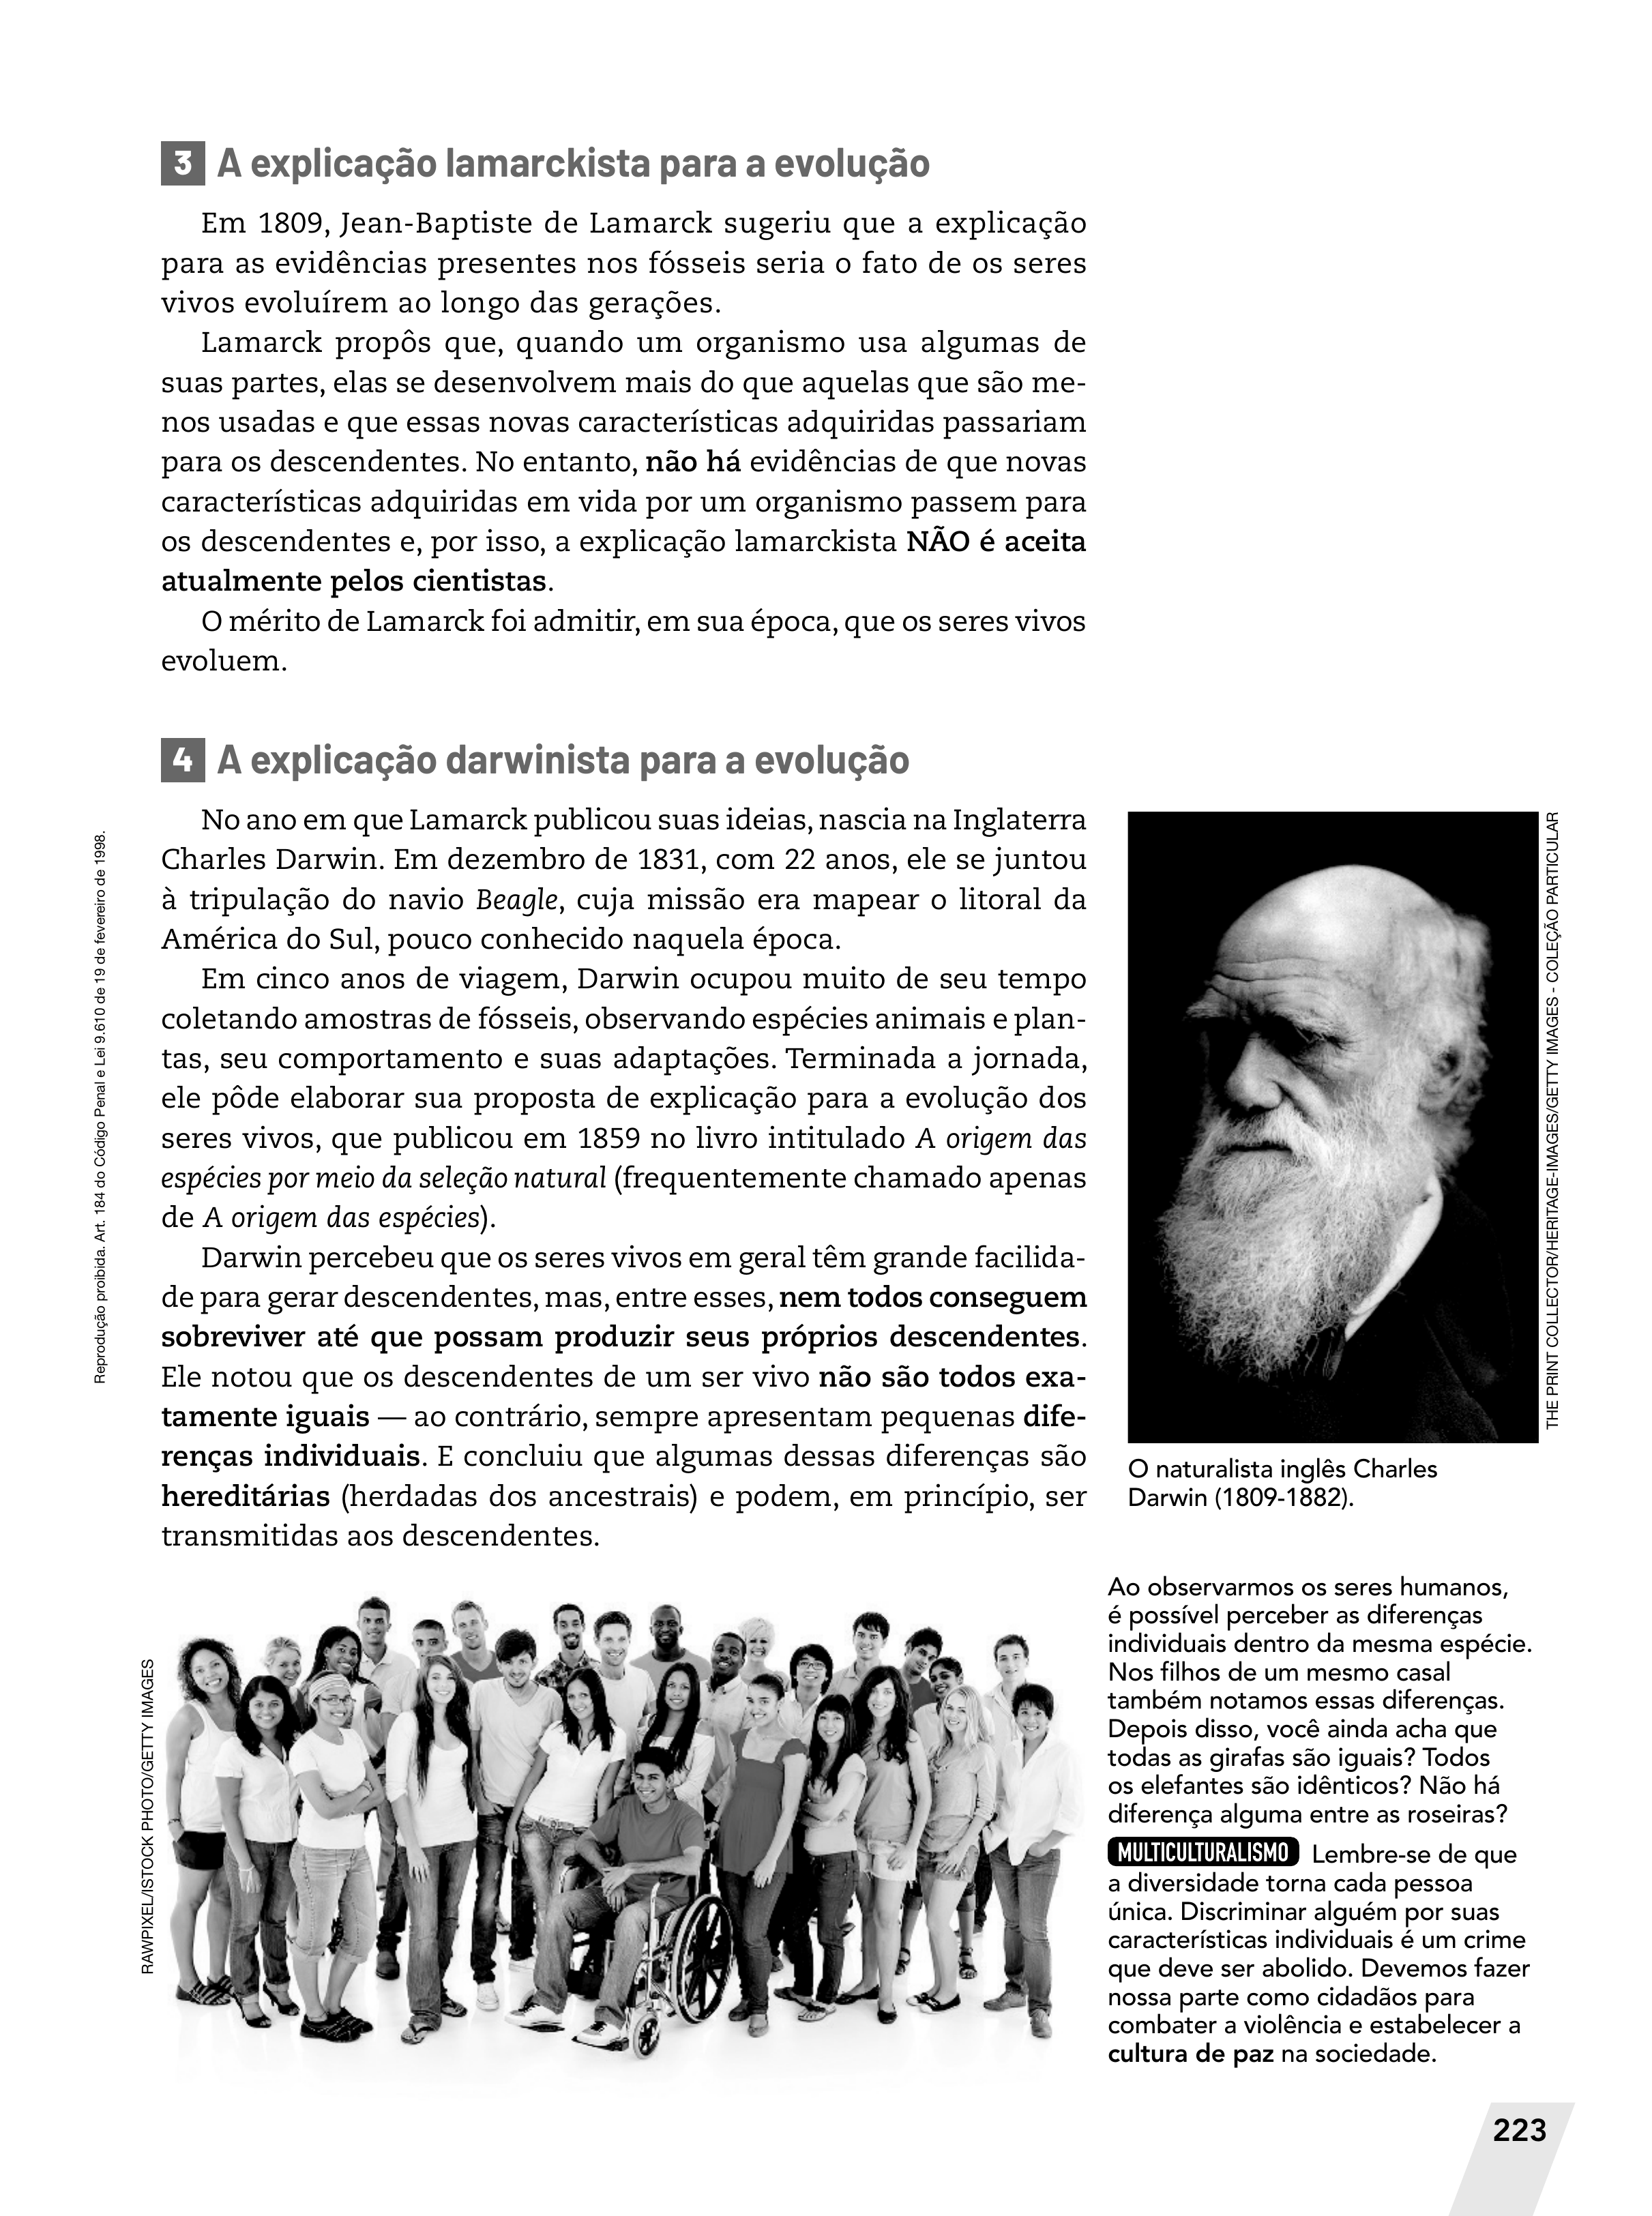 3 A explicação lamarckista para a evolução
Em 1809, Jean-Baptiste de Lamarck sugeriu que a explicação
para as evidências presentes nos fósseis seria o fato de os seres
vivos evoluírem ao longo das gerações.
Lamarck propôs que, quando um organismo usa algumas de
suas partes, elas se desenvolvem mais do que aquelas que são me-
nos usadas e que essas novas características adquiridas passariam
para os descendentes. No entanto, não há evidências de que novas
características adquiridas em vida por um organismo passem para
os descendentes e, por isso, a explicação lamarckista NÃO é aceita
atualmente pelos cientistas.
O mérito de Lamarck foi admitir, em sua época, que os seres vivos
evoluem.
4 A explicação darwinista para a evolução
No ano em que Lamarck publicou suas ideias, nascia na Inglaterra
Charles Darwin. Em dezembro de 1831, com 22 anos, ele se juntou
à tripulação do navio Beagle, cuja missão era mapear o litoral da
América do Sul, pouco conhecido naquela época.
Em cinco anos de viagem, Darwin ocupou muito de seu tempo
coletando amostras de fósseis, observando espécies animais e plan-
tas, seu comportamento e suas adaptações. Terminada a jornada,
ele pôde elaborar sua proposta de explicação para a evolução dos
seres vivos, que publicou em 1859 no livro intitulado A origem das
espécies por meio da seleção natural (frequentemente chamado apenas
de A origem das espécies).
Darwin percebeu que os seres vivos em geral têm grande facilida-
de para gerar descendentes, mas, entre esses, nem todos conseguem
sobreviver até que possam produzir seus próprios descendentes.
Ele notou que os descendentes de um ser vivo não são todos exa-
tamente iguais — ao contrário, sempre apresentam pequenas dife-
renças individuais. E concluiu que algumas dessas diferenças são
hereditárias (herdadas dos ancestrais) e podem, em princípio, ser
transmitidas aos descendentes.
THE PRINT COLLECTOR/HERITAGE-IMAGES/GETTY IMAGES - COLEÇÃO PARTICULAR
O naturalista inglês Charles
Darwin (1809-1882).
Reprodução proibida. Art. 184 do Código Penal e Lei 9.610 de 19 de fevereiro de 1998.
RAWPIXEL/ISTOCK PHOTO/GETTY IMAGES
Ao observarmos os seres humanos,
é possível perceber as diferenças
individuais dentro da mesma espécie.
Nos filhos de um mesmo casal
também notamos essas diferenças.
Depois disso, você ainda acha que
todas as girafas são iguais? Todos
os elefantes são idênticos? Não há
diferença alguma entre as roseiras?
MULTICULTURALISMO Lembre-se de que
a diversidade torna cada pessoa
única. Discriminar alguém por suas
características individuais é um crime
que deve ser abolido. Devemos fazer
nossa parte como cidadãos para
combater a violência e estabelecer a
cultura de paz na sociedade.
223